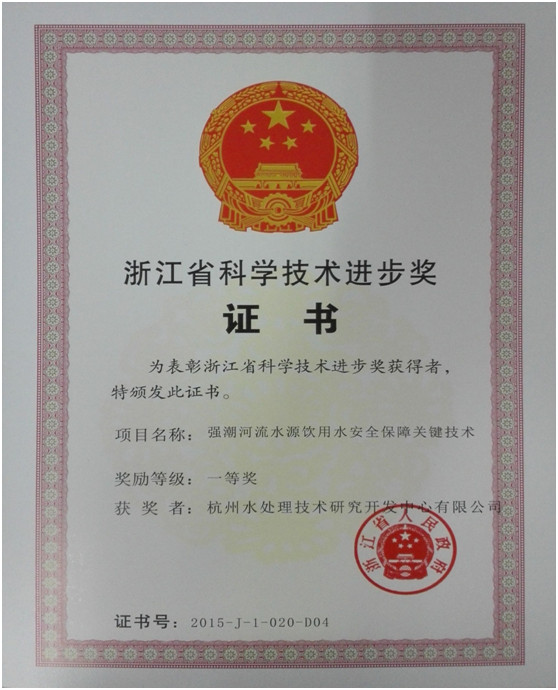 浙江省科学技术进步奖
证 书
为表彰浙江省科学技术进步奖获得者，
特颁发此证书。
项目名称： 强潮河流水源饮用水安全保障关键技术
奖励等级： 一等奖
获 奖 者： 杭州水处理技术研究开发中心有限公司
浙江省人民政府
证书号： 2015-J-1-020-D04